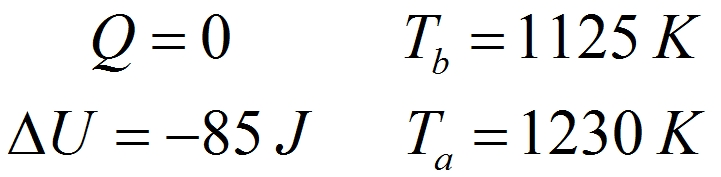 Q = 0    T_b = 1125 K
ΔU = −85 J    T_a = 1230 K